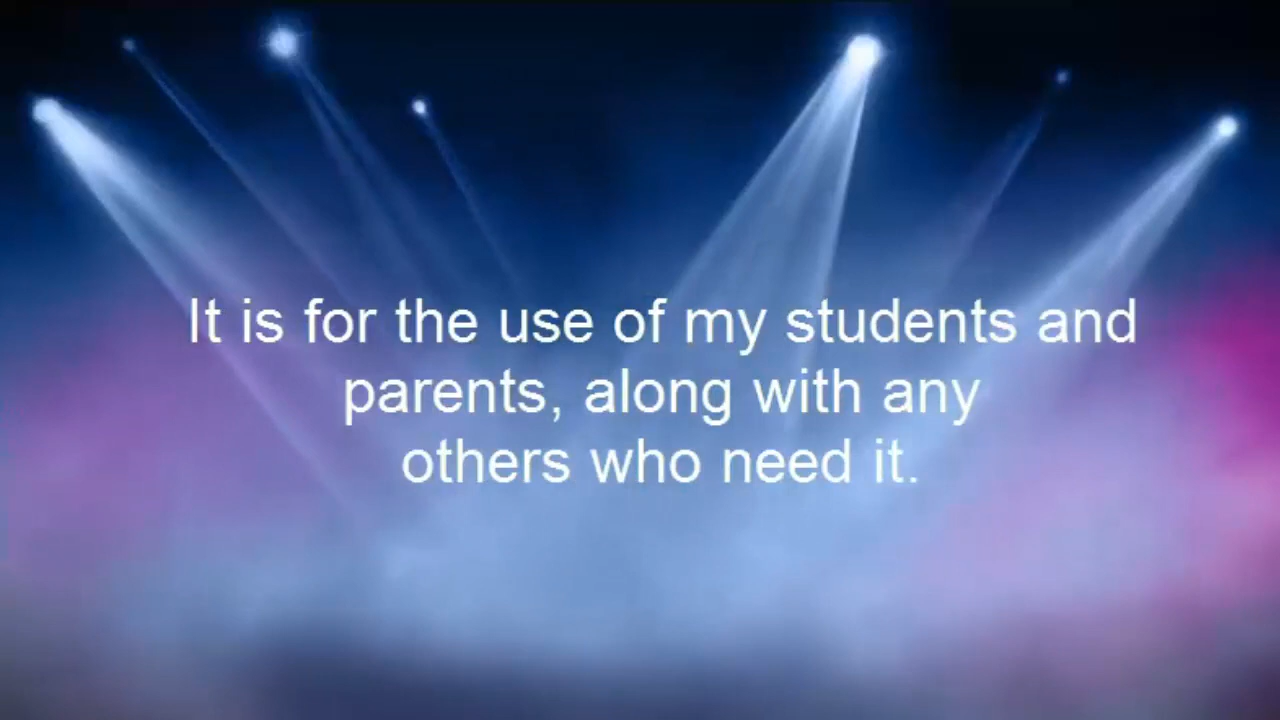 It is for the use of my students and
parents, along with any
others who need it.